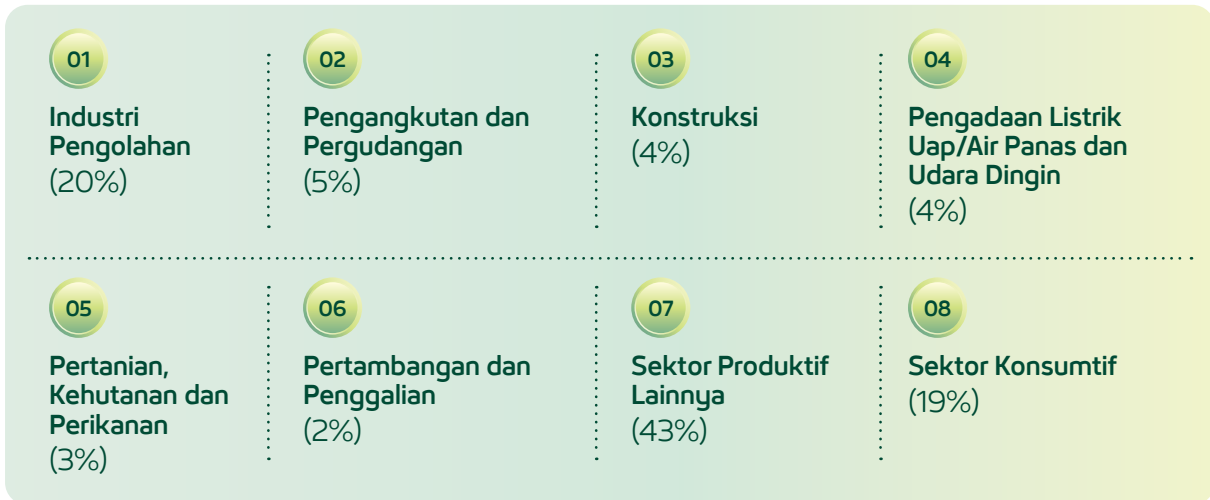 01
Industri
Pengolahan
(20%)
02
Pengangkutan dan
Pergudangan
(5%)
03
Konstruksi
(4%)
04
Pengadaan Listrik
Uap/Air Panas dan
Udara Dingin
(4%)
05
Pertanian,
Kehutanan dan
Perikanan
(3%)
06
Pertambangan dan
Penggalian
(2%)
07
Sektor Produktif
Lainnya
(43%)
08
Sektor Konsumtif
(19%)